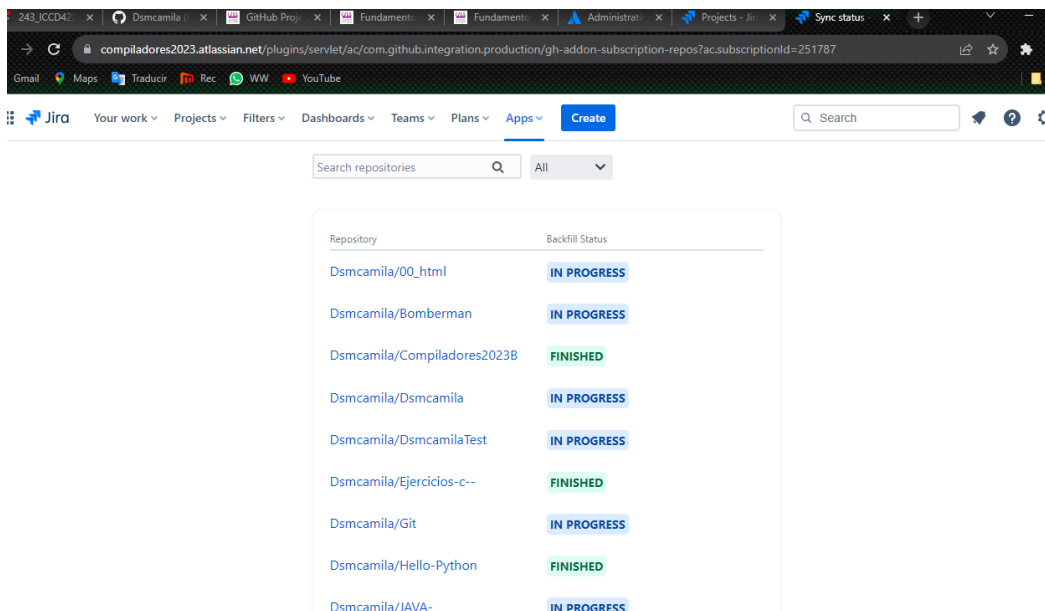 243_ICCD42
Dsmcamila (
GitHub Proje
Fundamento
Fundamento
Administrati
Projects - Jir
Sync status -
compiladores2023.atlassian.net/plugins/servlet/ac/com.github.integration.production/gh-addon-subscription-repos?ac.subscriptionId=251787
Gmail Maps Traducir Rec WW YouTube
Jira Your work Projects Filters Dashboards Teams Plans Apps Create Search
Search repositories All
Repository Backfill Status
Dsmcamila/00_html IN PROGRESS
Dsmcamila/Bomberman IN PROGRESS
Dsmcamila/Compiladores2023B FINISHED
Dsmcamila/Dsmcamila IN PROGRESS
Dsmcamila/DsmcamilaTest IN PROGRESS
Dsmcamila/Ejercicios-c-- FINISHED
Dsmcamila/Git IN PROGRESS
Dsmcamila/Hello-Python FINISHED
Dsmcamila/JAVA- IN PROGRESS